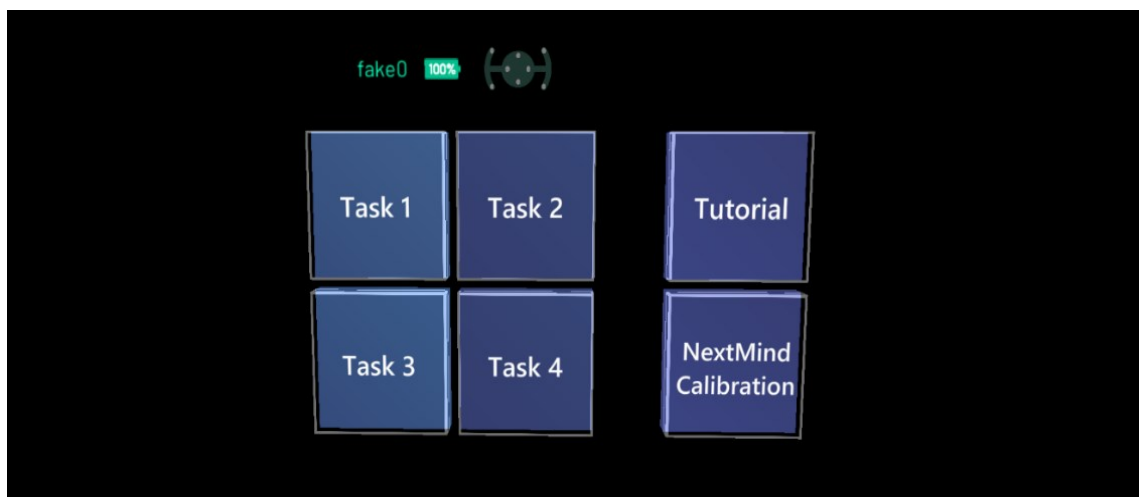 fake0 100%
Task 1 Task 2 Tutorial
Task 3 Task 4 NextMind
Calibration